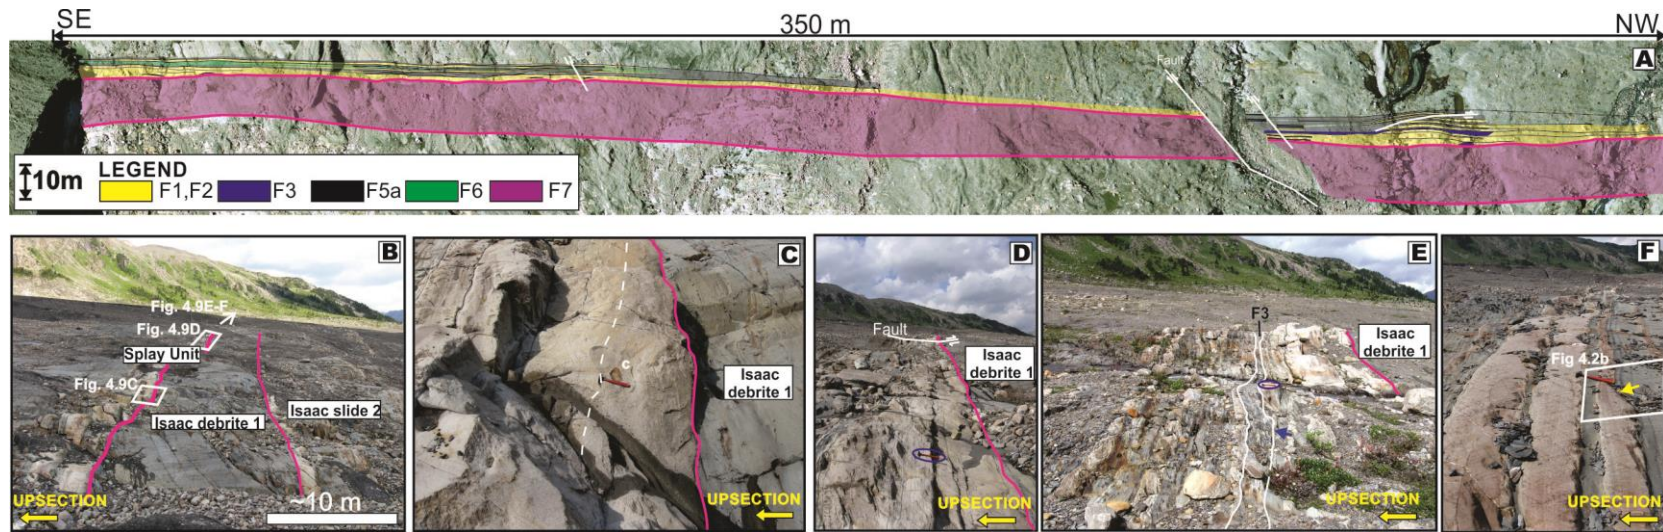 SE
350 m
NW
A
Fault
10m
LEGEND
F1,F2
F3
F5a
F6
F7
B
Fig. 4.9E-F
Fig. 4.9D
Splay Unit
Fig. 4.9C
Isaac debrite 1
Isaac slide 2
UPSECTION
~10 m
C
c
Isaac
debrite 1
UPSECTION
D
Fault
Isaac
debrite 1
UPSECTION
E
F3
Isaac
debrite 1
UPSECTION
F
Fig 4.2b
UPSECTION